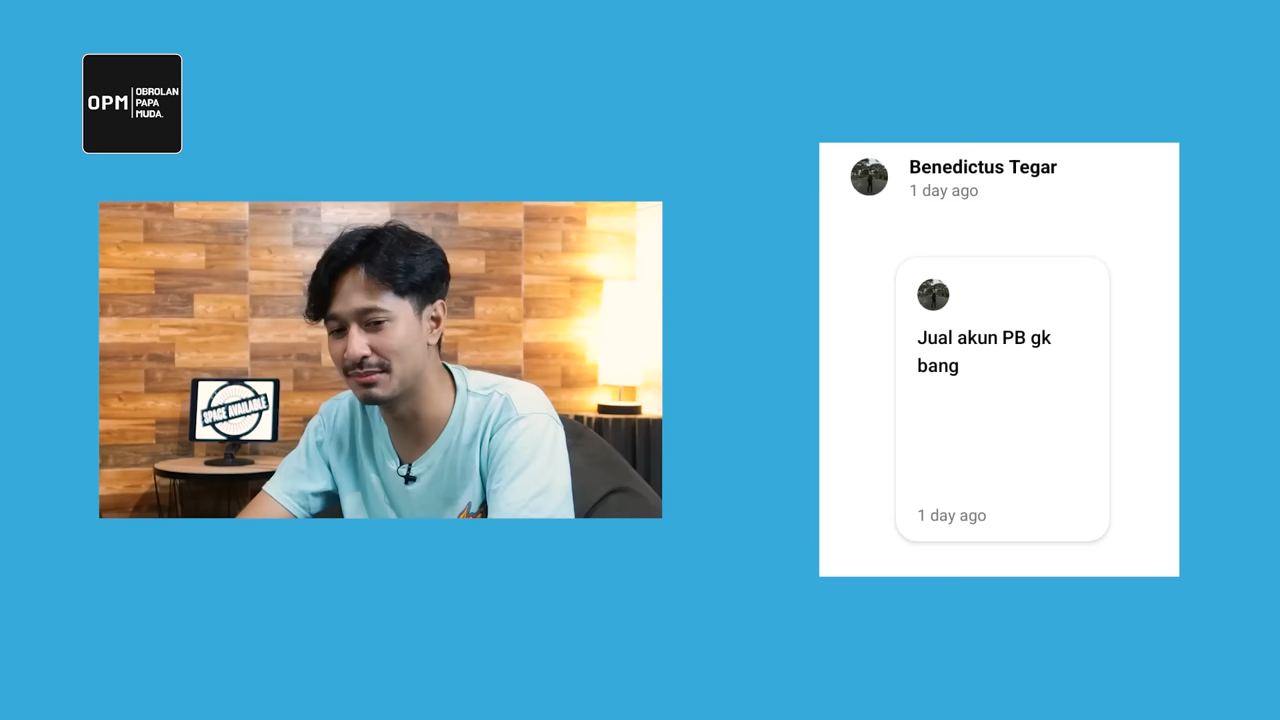 OPM
OBROLAN
PAPA
MUDA.
SPACE AVAILABLE
Benedictus Tegar
1 day ago
Jual akun PB gk
bang
1 day ago